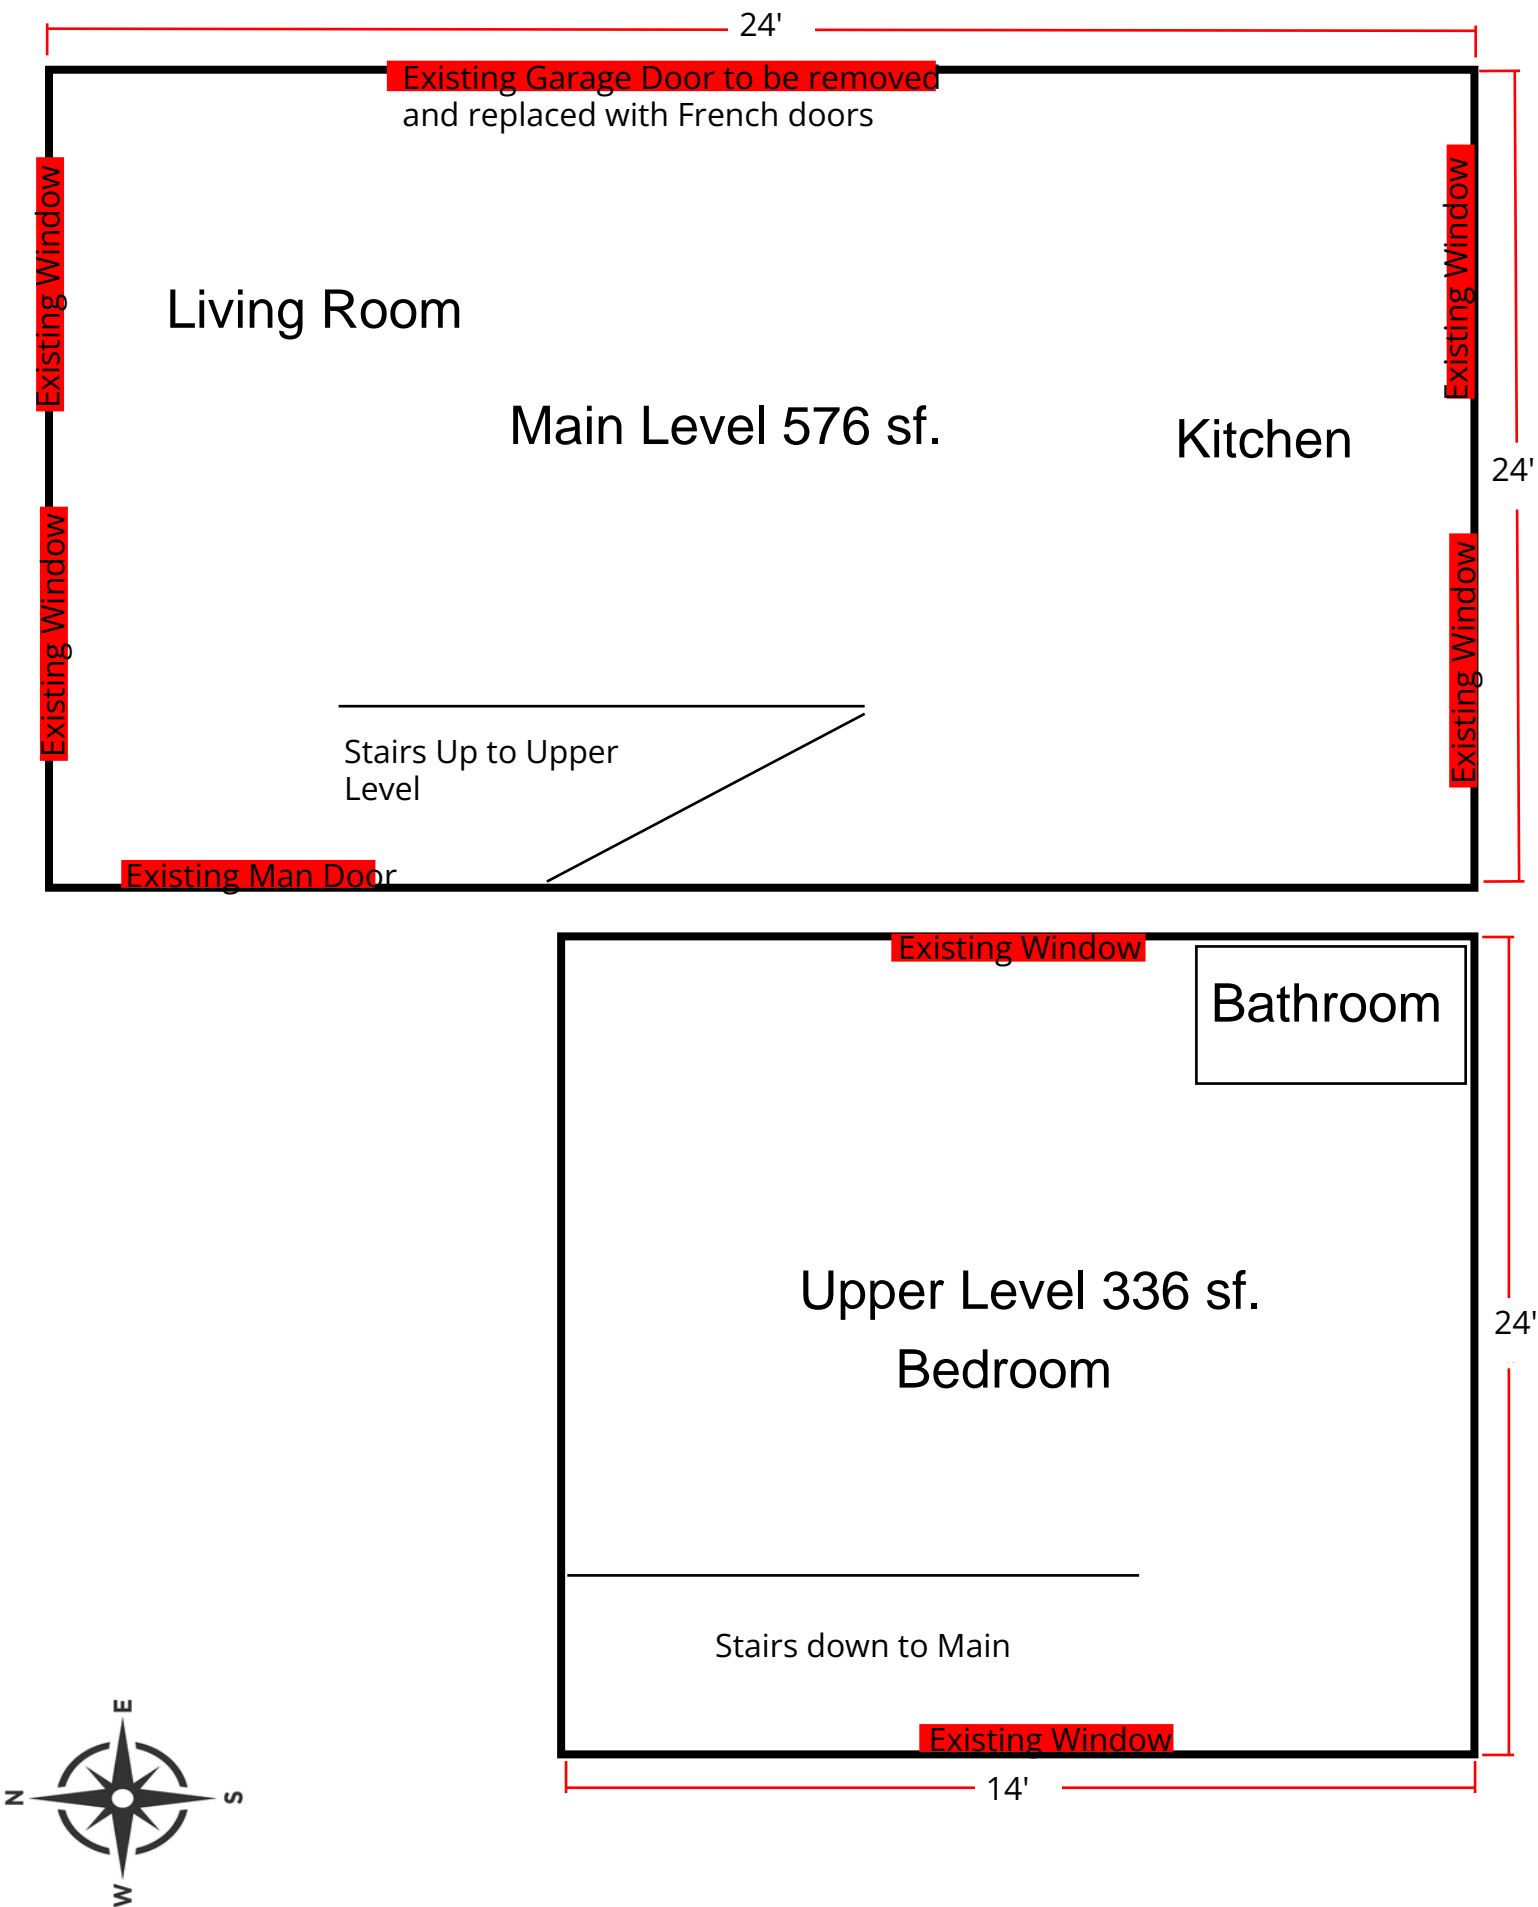 24'
Existing Garage Door to be removed
and replaced with French doors
Existing Window
Existing Window
Living Room
Main Level 576 sf.
Kitchen
24'
Existing Window
Existing Window
Stairs Up to Upper
Level
Existing Man Door
Existing Window
Bathroom
Upper Level 336 sf.
Bedroom
24'
Stairs down to Main
Existing Window
14'
E
N
S
W